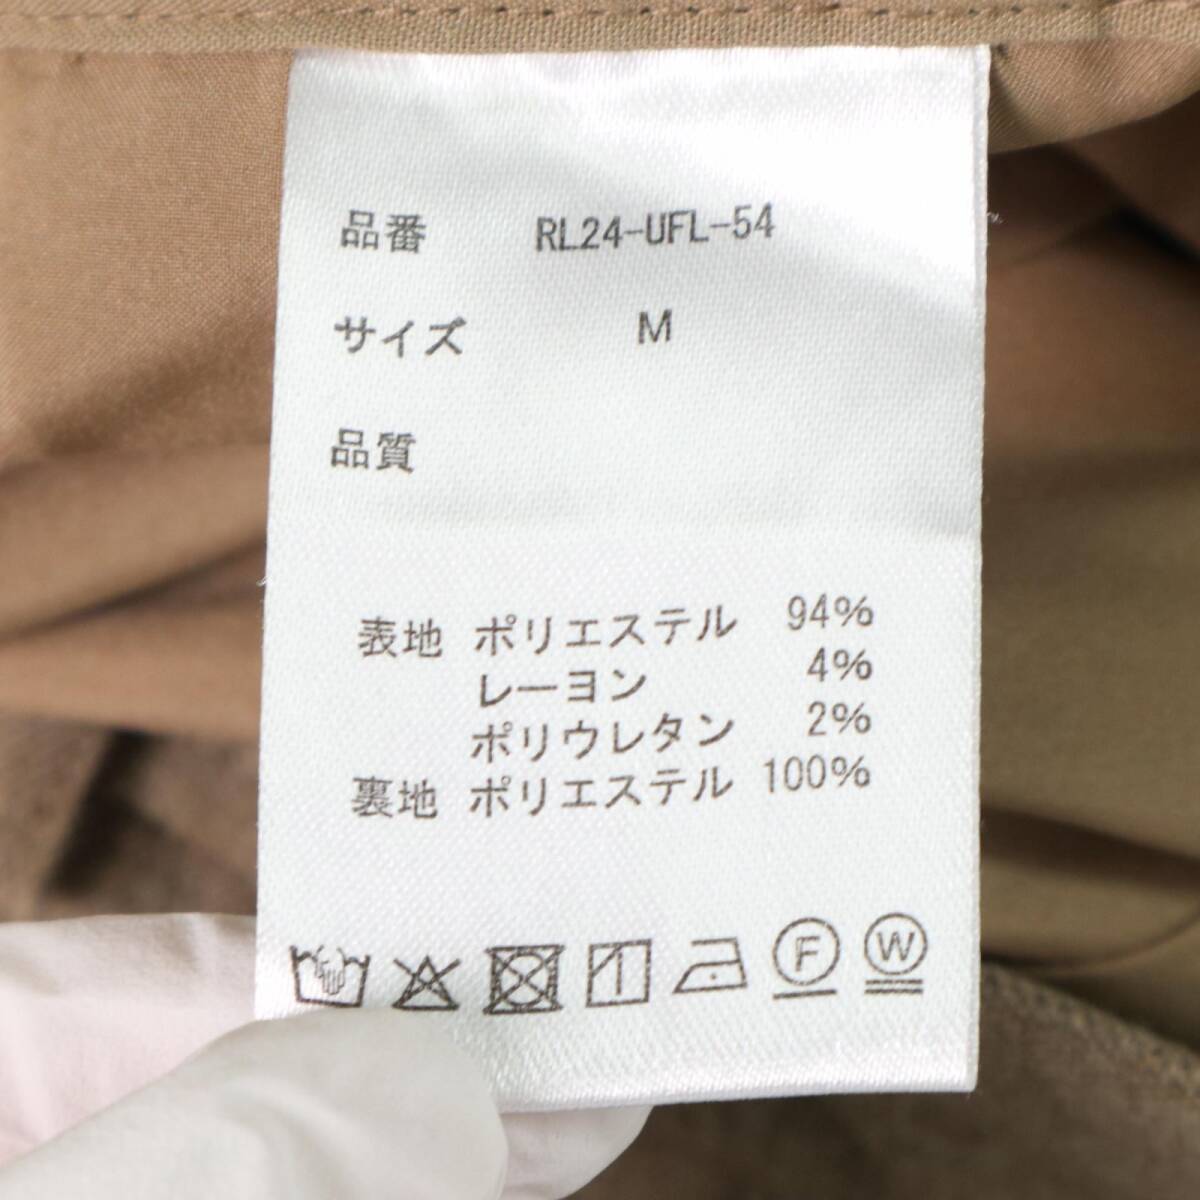 品番 RL24-UFL-54
サイズ M
品質
表地 ポリエステル 94%
レーヨン 4%
ポリウレタン 2%
裏地 ポリエステル 100%
F W